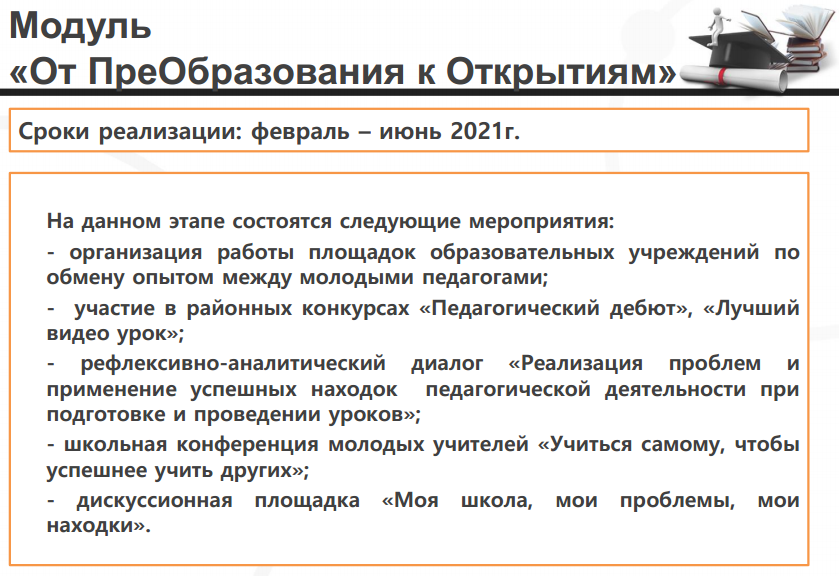 Модуль
«От ПреОбразования к Открытиям»
Сроки реализации: февраль – июнь 2021г.
На данном этапе состоятся следующие мероприятия:
- организация работы площадок образовательных учреждений по
обмену опытом между молодыми педагогами;
- участие в районных конкурсах «Педагогический дебют», «Лучший
видео урок»;
- рефлексивно-аналитический диалог «Реализация проблем и
применение успешных находок педагогической деятельности при
подготовке и проведении уроков»;
- школьная конференция молодых учителей «Учиться самому, чтобы
успешнее учить других»;
- дискуссионная площадка «Моя школа, мои проблемы, мои
находки».